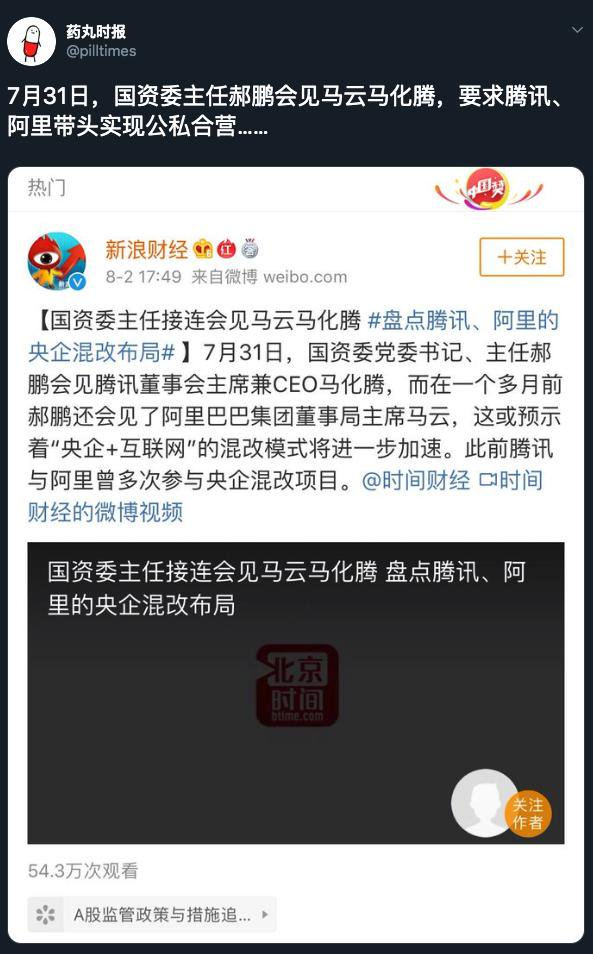 药丸时报
@pilltimes
7月31日，国资委主任郝鹏会见马云马化腾，要求腾讯、
阿里带头实现公私合营……
热门
中国赞
新浪财经
红
8-2 17:49 来自微博 weibo.com
＋关注
【国资委主任接连会见马云马化腾 #盘点腾讯、阿里的
央企混改布局# 】7月31日，国资委党委书记、主任郝
鹏会见腾讯董事会主席兼CEO马化腾，而在一个多月前
郝鹏还会见了阿里巴巴集团董事局主席马云，这或预示
着“央企+互联网”的混改模式将进一步加速。此前腾讯
与阿里曾多次参与央企混改项目。@时间财经 时间
财经的微博视频
国资委主任接连会见马云马化腾 盘点腾讯、阿
里的央企混改布局
北京
时间
btime.com
关注
作者
54.3万次观看
A股监管政策与措施追...